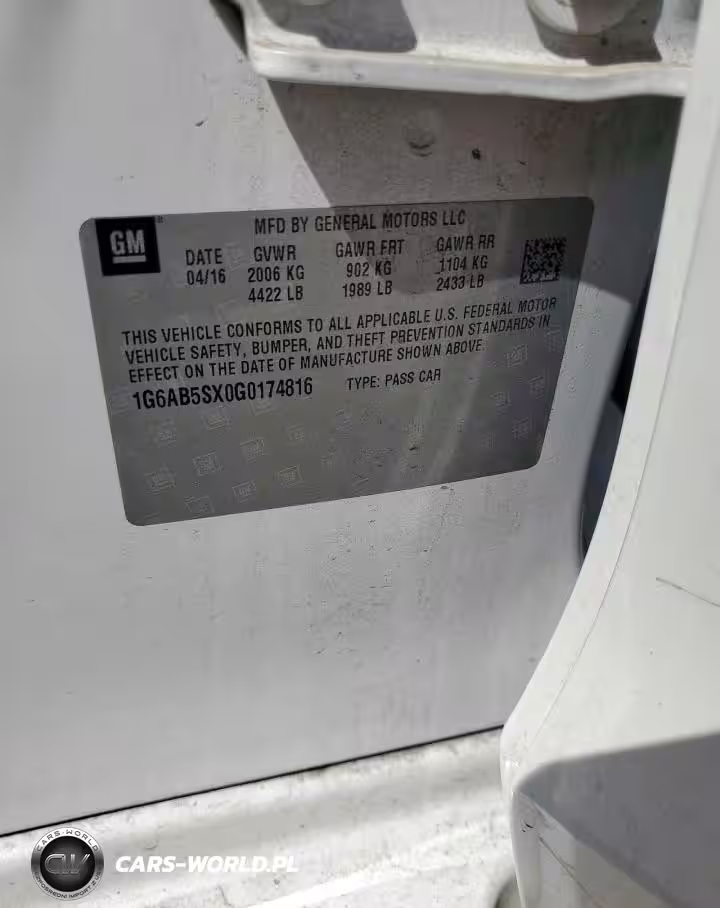 GM
MFD BY GENERAL MOTORS LLC
DATE GVWR GAWR FRT GAWR RR
04/16 2006 KG 902 KG 1104 KG
4422 LB 1989 LB 2433 LB
THIS VEHICLE CONFORMS TO ALL APPLICABLE U.S. FEDERAL MOTOR
VEHICLE SAFETY, BUMPER, AND THEFT PREVENTION STANDARDS IN
EFFECT ON THE DATE OF MANUFACTURE SHOWN ABOVE.
1G6AB5SX0G0174816 TYPE: PASS CAR
CARS-WORLD
CW
CARS-WORLD.PL